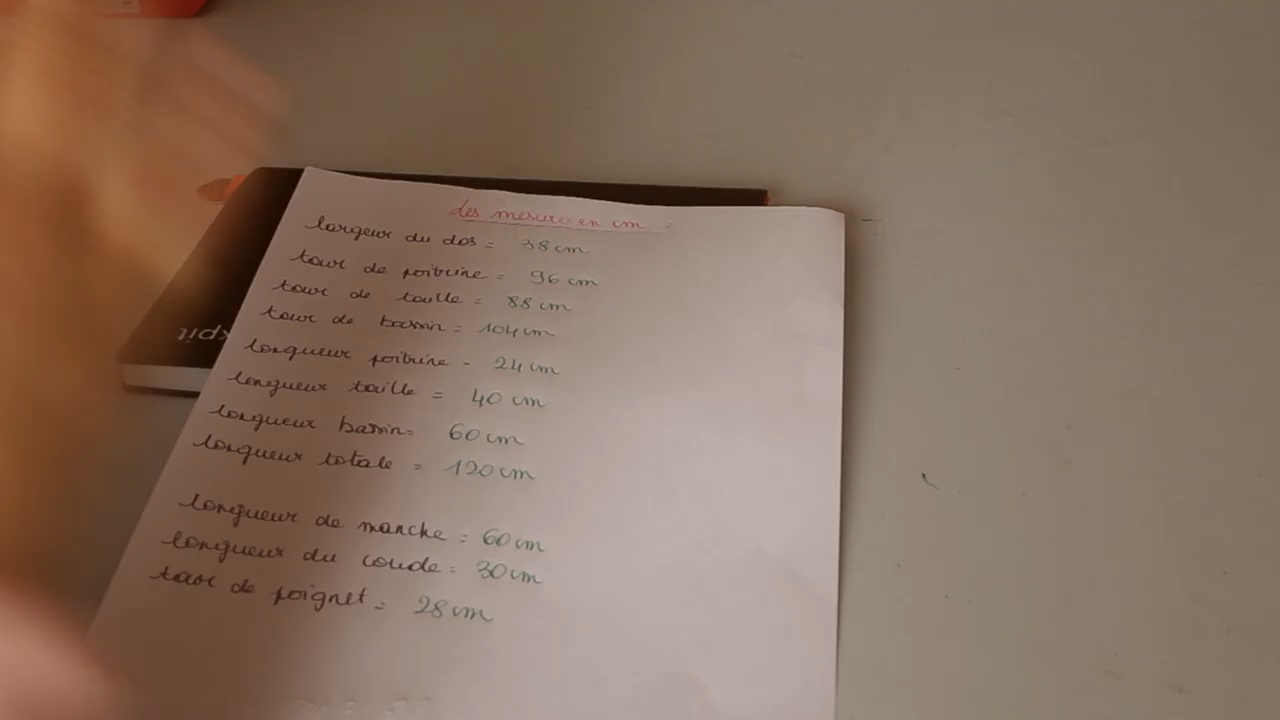 des mesures en cm :
largeur du dos = 38 cm
tour de poitrine = 96 cm
tour de taille = 88 cm
tour de bassin = 104 cm
longueur poitrine = 24 cm
longueur taille = 40 cm
longueur bassin = 60 cm
longueur totale = 120 cm
longueur de manche = 60 cm
longueur du coude = 30 cm
tour de poignet = 28 cm